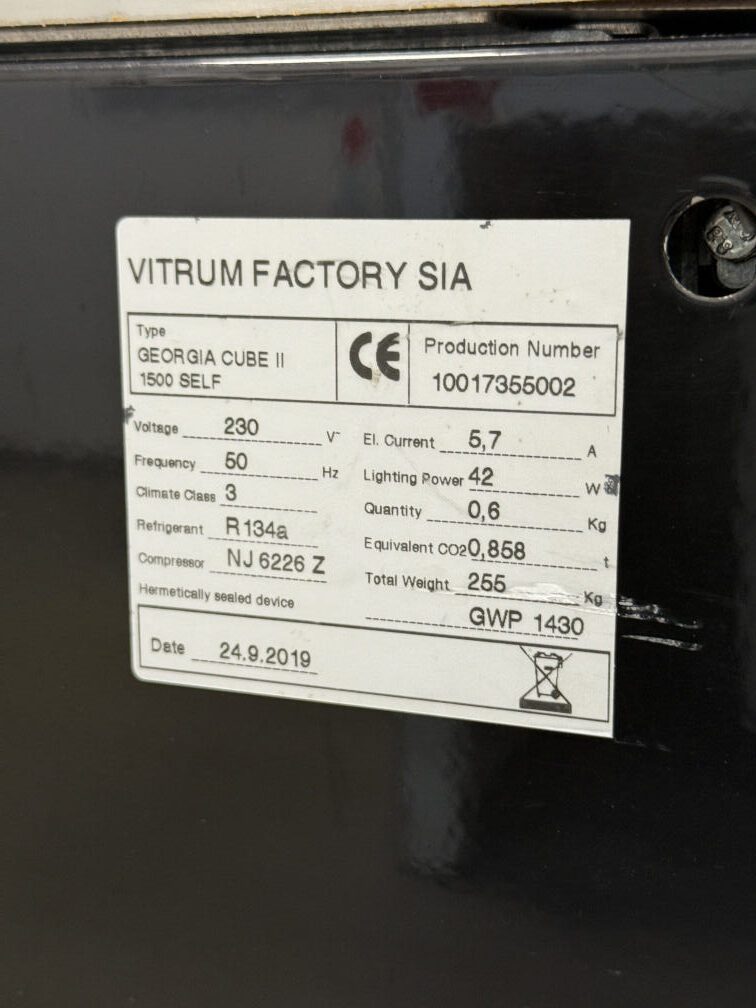 VITRUM FACTORY SIA
Type
GEORGIA CUBE II
1500 SELF
CE
Production Number
10017355002
Voltage 230 V~
Frequency 50 Hz
Climate Class 3
Refrigerant R134a
Compressor NJ 6226 Z
Hermetically sealed device
El. Current 5,7 A
Lighting Power 42 W
Quantity 0,6 Kg
Equivalent CO2 0,858 t
Total Weight 255 Kg
GWP 1430
Date 24.9.2019